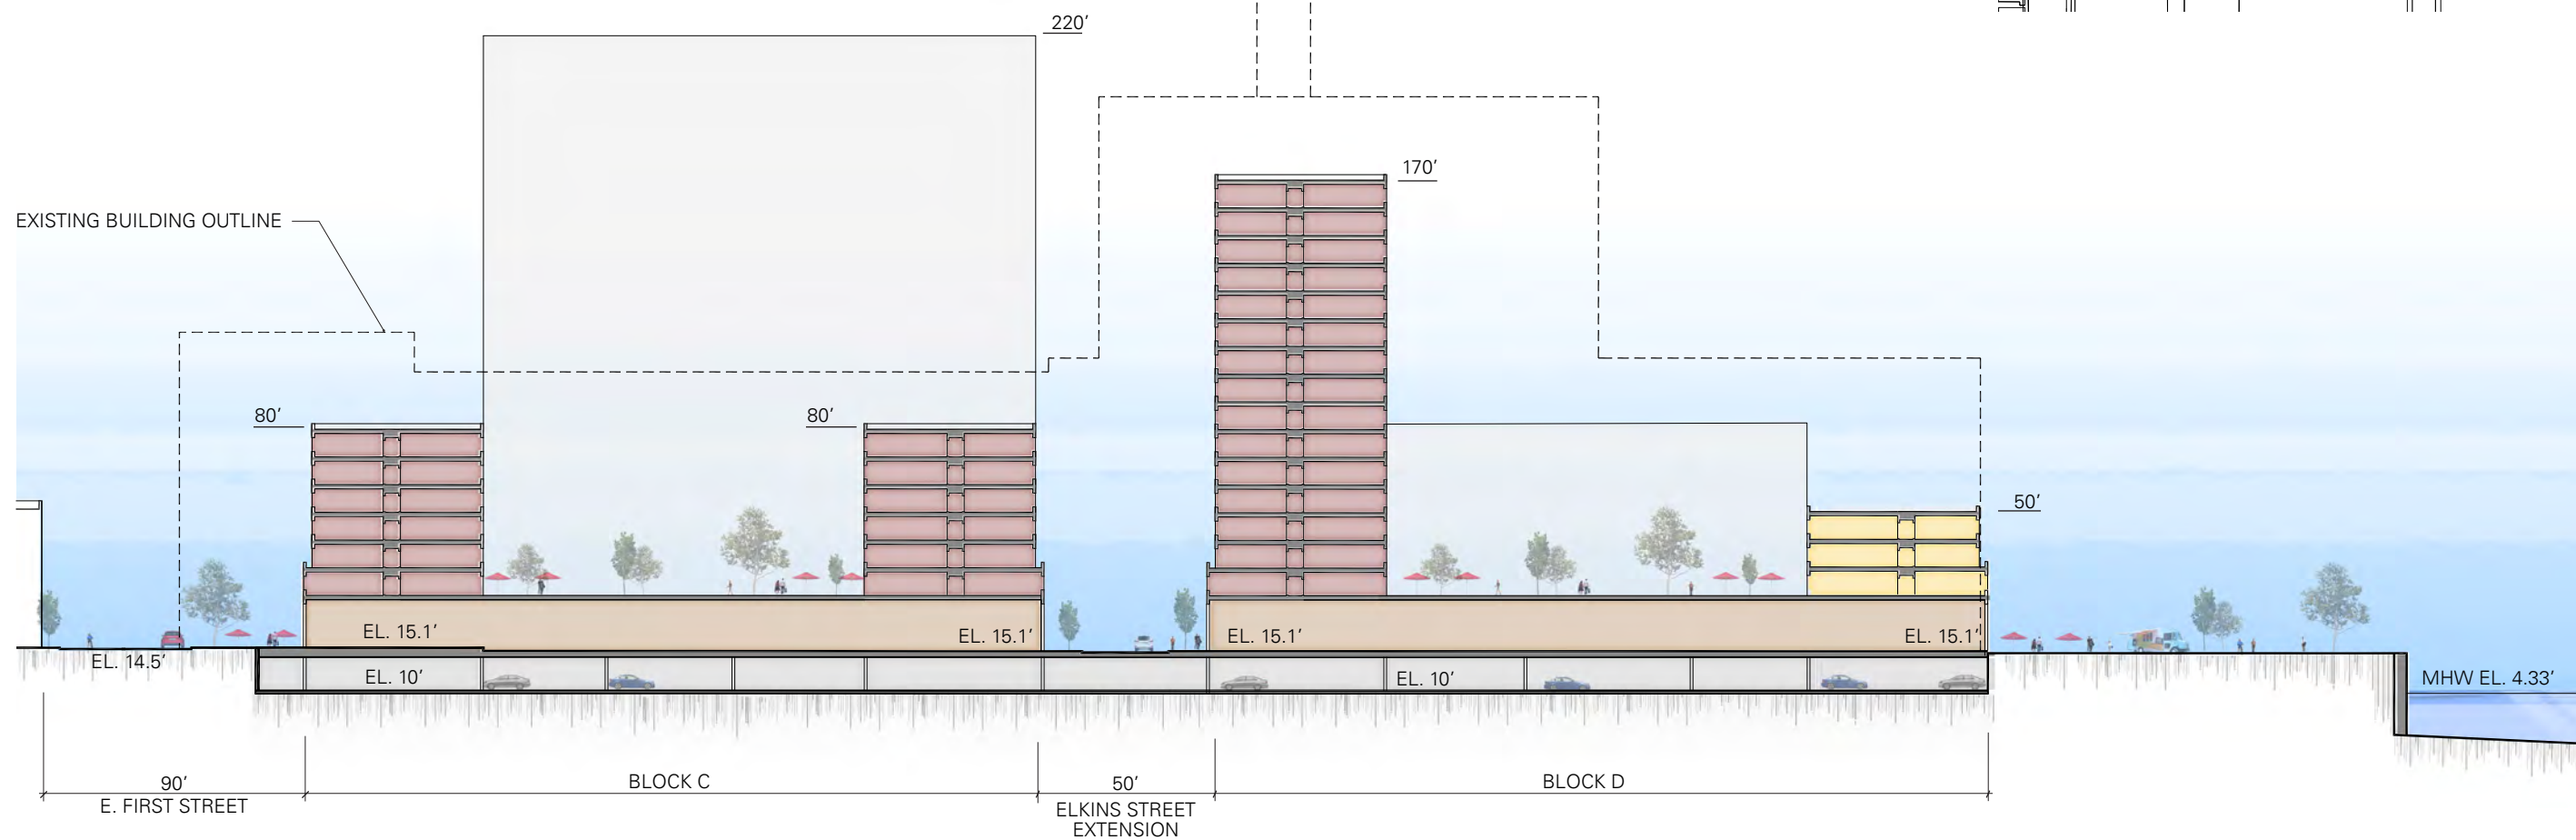 220’
170’
EXISTING BUILDING OUTLINE
80’
80’
50’
EL. 15.1’
EL. 15.1’
EL. 15.1’
EL. 15.1’
EL. 14.5’
EL. 10’
EL. 10’
MHW EL. 4.33’
90’
E. FIRST STREET
BLOCK C
50’
ELKINS STREET
EXTENSION
BLOCK D